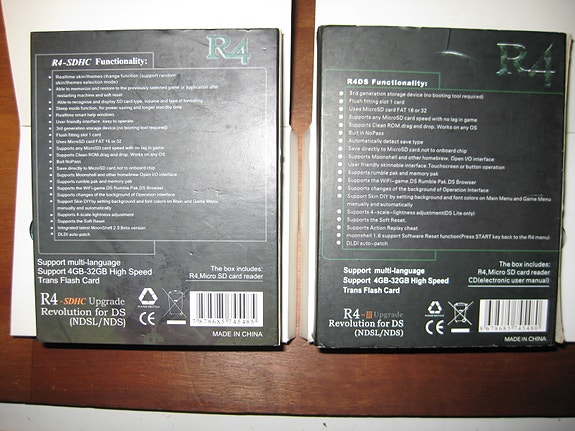 R4
R4-SDHC Functionality:
Realtime skin/themes change function (support random
skin/themes selection mode)
Able to memorize and restore to the previously selected game or application after
restarting machine and soft reset
Able to recognise and display SD card type, volume and type of formating
Sleep mode function, for power saving and longer standby time
Realtime smart help windows
User friendly interface, easy to operate
3rd generation storage device (no booting tool required)
Flush fitting slot 1 card
Uses MicroSD card FAT 16 or 32
Supports any MicroSD card speed with no lag in game
Supports Clean ROM,drag and drop. Works on any OS
Buit NoPass
Save directly to MicroSD card not to onboard chip
Supports Moonshell and other homebrew, Open I/O interface
Supports rumble pak and memory pak
Supports the WiFi-game DS Rumble Pak,DS Browser
Supports changes of the background of Operation Interface
Support Skin DIYby setting background and font colors on Main and Game Menu
manually and automatically
Supports 4-scale-lightness adjustment
Supports the Soft Reset
Integrated latest MoonShell 2.0 Beta version
DLDI auto-patch
Support multi-language
Support 4GB-32GB High Speed
Trans Flash Card
The box includes:
R4,Micro SD card reader
R4-SDHC Upgrade
Revolution for DS
(NDSL/NDS)
7 878685 745485
MADE IN CHINA
R4
R4DS Functionality:
3rd generation storage device (no booting tool required)
Flush fitting slot 1 card
Uses MicroSD card FAT 16 or 32
Supports any MicroSD card speed with no lag in game
Supports Clean ROM,drag and drop. Works on any OS
Buit in NoPass
Automatically detect save type
Save directly to MicroSD card not to onboard chip
Supports Moonshell and other homebrew. Open I/O interface
User friendly skinnable interface.Touchscreen or button operation
Supports rumble pak and memory pak
Supports the WiFi-game DS Rumble Pak,DS Browser
Supports changes of the background of Operation Interface
Support Skin DIY by setting background and font colors on Main Menu and Game Menu
manually and automatically
Supports 4-scale-lightness adjustment(DS Lite only)
Supports the Soft Reset.
Supports Action Replay cheat
moonshell 1.6 support Software Reset function(Press START key back to the R4 menu)
DLDI auto-patch
Support multi-language
Support 4GB-32GB High Speed
Trans Flash Card
The box includes:
R4,Micro SD card reader
CD(electronic user manual)
R4-III Upgrade
Revolution for DS
(NDSL/NDS)
MADE IN CHINA